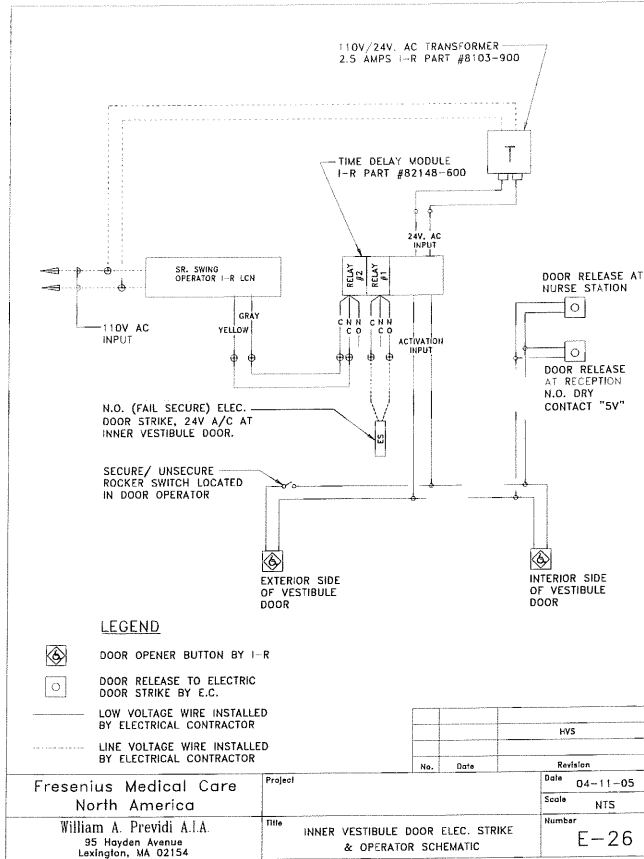 110V/24V. AC TRANSFORMER
2.5 AMPS I-R PART #8103-900
T
TIME DELAY MODULE
I-R PART #82148-600
24V. AC
INPUT
SR. SWING
OPERATOR I-R LCN
RELAY
#2
RELAY
#1
DOOR RELEASE AT
NURSE STATION
GRAY
YELLOW
C
NC
NO
C
NC
NO
110V AC
INPUT
ACTIVATION
INPUT
DOOR RELEASE
AT RECEPTION
N.O. DRY
CONTACT "5V"
N.O. (FAIL SECURE) ELEC.
DOOR STRIKE, 24V A/C AT
INNER VESTIBULE DOOR.
ES
SECURE/ UNSECURE
ROCKER SWITCH LOCATED
IN DOOR OPERATOR
EXTERIOR SIDE
OF VESTIBULE
DOOR
INTERIOR SIDE
OF VESTIBULE
DOOR
LEGEND
DOOR OPENER BUTTON BY I-R
DOOR RELEASE TO ELECTRIC
DOOR STRIKE BY E.C.
LOW VOLTAGE WIRE INSTALLED
BY ELECTRICAL CONTRACTOR
LINE VOLTAGE WIRE INSTALLED
BY ELECTRICAL CONTRACTOR
HVS
No. Date Revision
Fresenius Medical Care
North America
William A. Previdi A.I.A.
95 Hayden Avenue
Lexington, MA 02154
Project
Title
INNER VESTIBULE DOOR ELEC. STRIKE
& OPERATOR SCHEMATIC
Date
04-11-05
Scale
NTS
Number
E-26